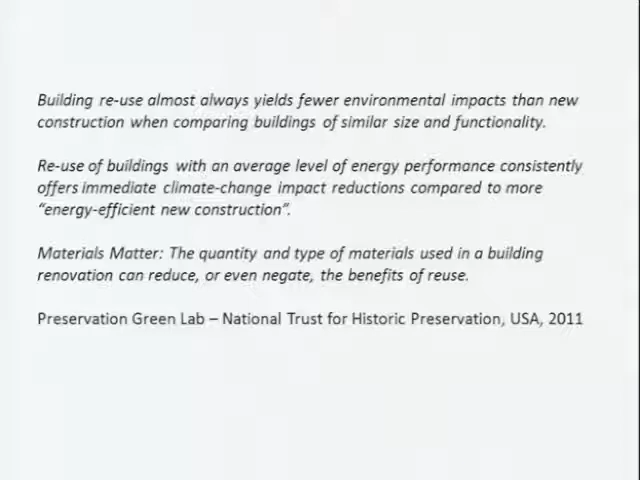 Building re-use almost always yields fewer environmental impacts than new
construction when comparing buildings of similar size and functionality.
Re-use of buildings with an average level of energy performance consistently
offers immediate climate-change impact reductions compared to more
“energy-efficient new construction”.
Materials Matter: The quantity and type of materials used in a building
renovation can reduce, or even negate, the benefits of reuse.
Preservation Green Lab – National Trust for Historic Preservation, USA, 2011